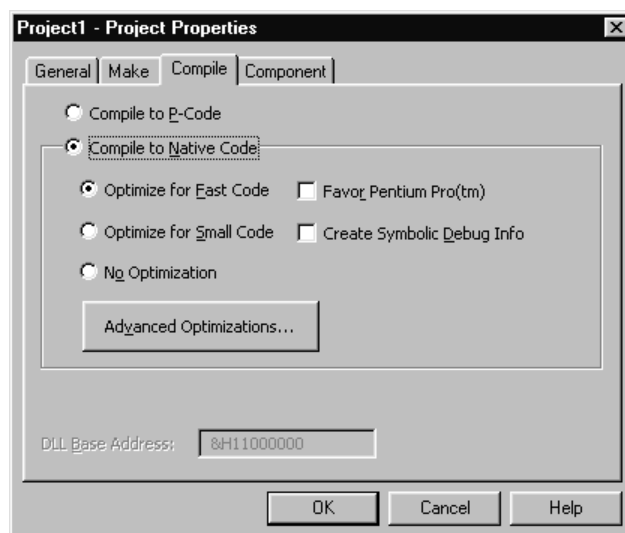 Project1 - Project Properties
General Make Compile Component
Compile to P-Code
Compile to Native Code
Optimize for Fast Code Favor Pentium Pro(tm)
Optimize for Small Code Create Symbolic Debug Info
No Optimization
Advanced Optimizations...
DLL Base Address: &H11000000
OK Cancel Help